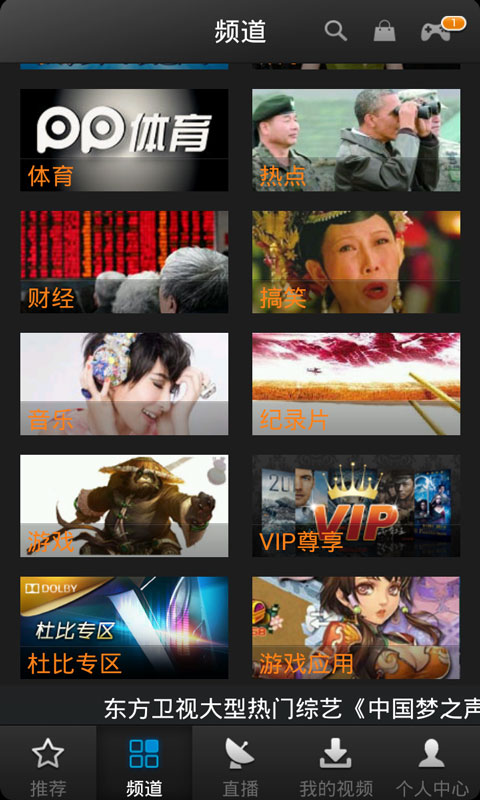 频道
1
PP体育
体育
热点
财经
搞笑
音乐
纪录片
游戏
VIP
VIP尊享
DOLBY
杜比专区
杜比专区
游戏应用
东方卫视大型热门综艺《中国梦之声
推荐
频道
直播
我的视频
个人中心